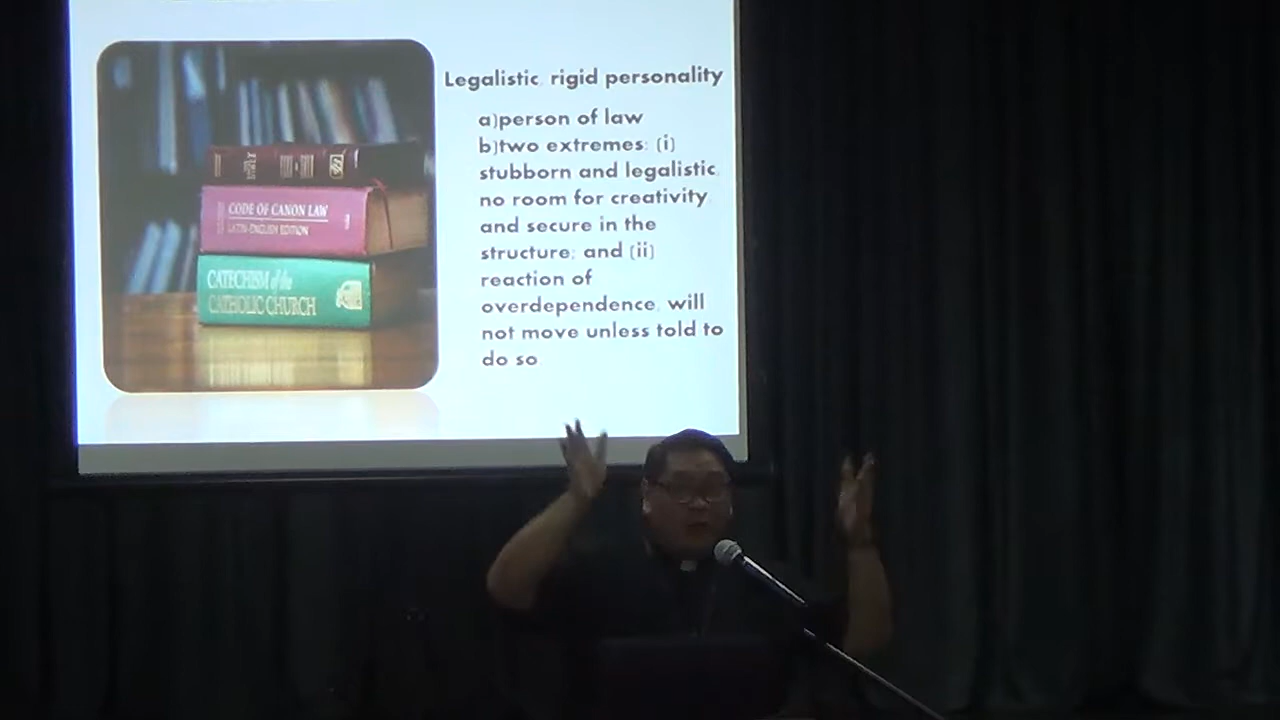 Legalistic, rigid personality
a)person of law
b)two extremes: (i)
stubborn and legalistic,
no room for creativity
and secure in the
structure; and (ii)
reaction of
overdependence, will
not move unless told to
do so
CODE OF CANON LAW
LATIN-ENGLISH EDITION
CATECHISM of the
CATHOLIC CHURCH